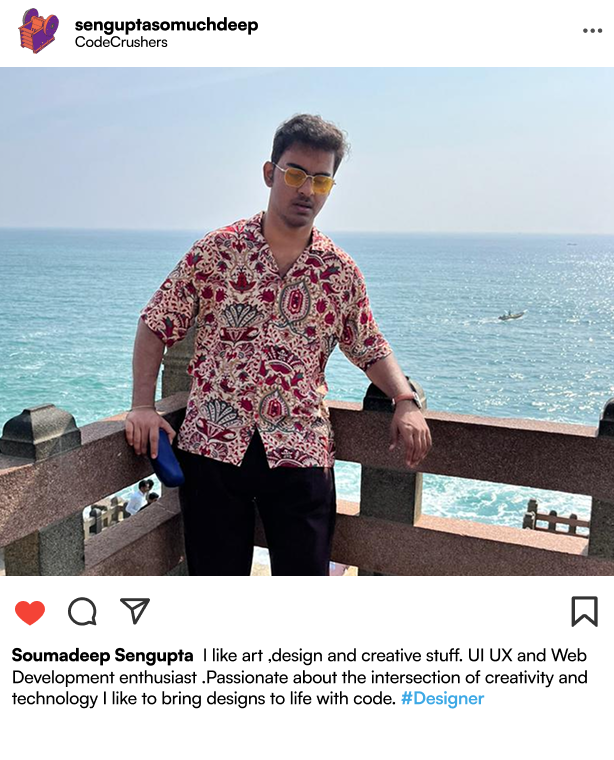 senguptasomuchdeep
CodeCrushers
Soumadeep Sengupta I like art ,design and creative stuff. UI UX and Web
Development enthusiast .Passionate about the intersection of creativity and
technology I like to bring designs to life with code. #Designer